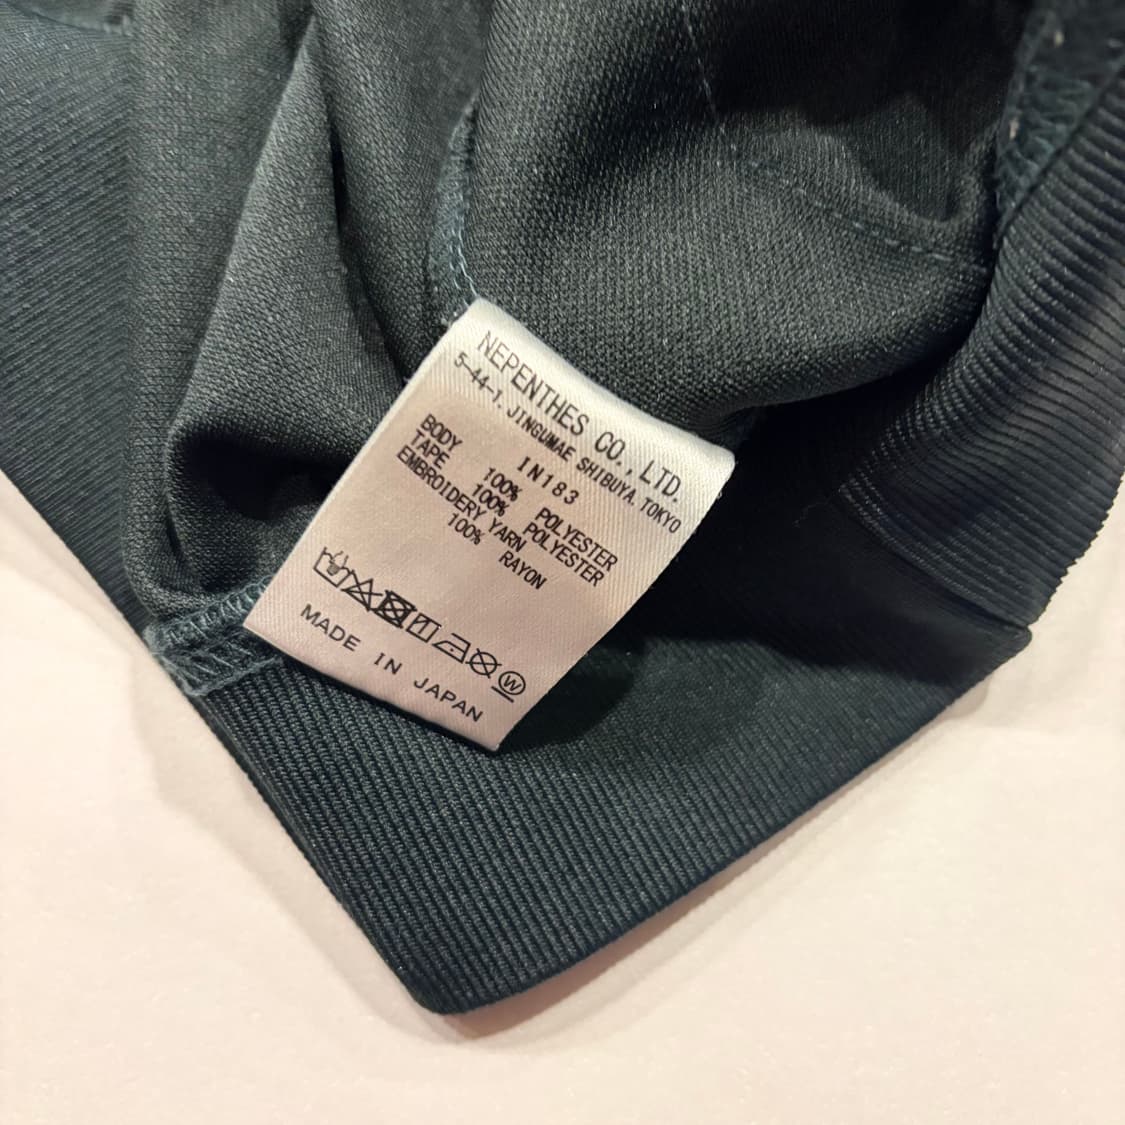 NEPENTHES CO., LTD.
5-44-1, JINGUMAE SHIBUYA, TOKYO
IN183
BODY 100% POLYESTER
TAPE 100% POLYESTER
EMBROIDERY YARN
100% RAYON
W
MADE IN JAPAN